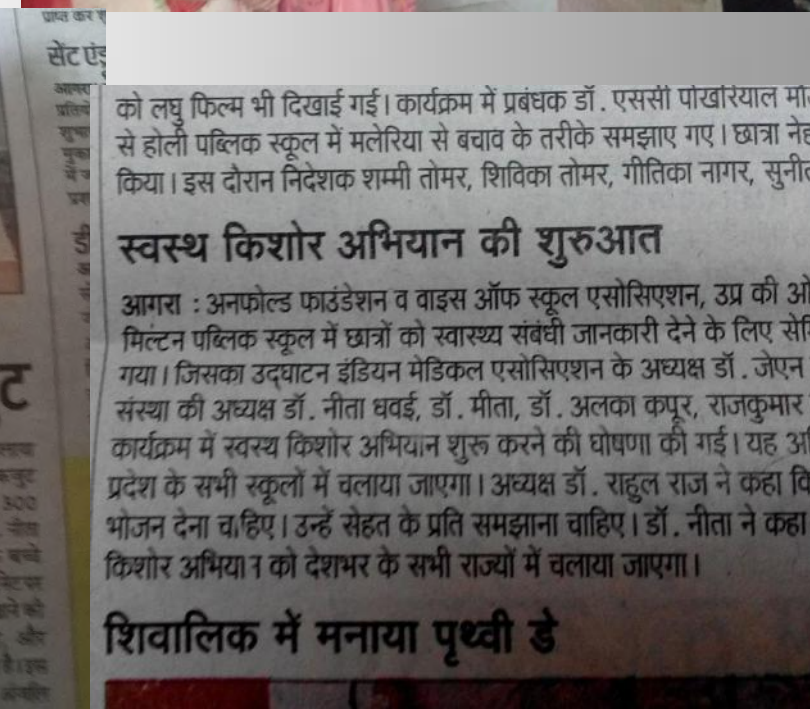 प्राप्त कर
सेंट एंड्र
को लघु फिल्म भी दिखाई गई। कार्यक्रम में प्रबंधक डॉ. एससी पोखरियाल
से होली पब्लिक स्कूल में मलेरिया से बचाव के तरीके समझाए गए। छात्रा
किया। इस दौरान निदेशक शम्मी तोमर, शिविका तोमर, गीतिका नागर,
स्वस्थ किशोर अभियान की शुरुआत
आगरा : अनफोल्ड फाउंडेशन व वाइस ऑफ स्कूल एसोसिएशन, उप्र की
मिल्टन पब्लिक स्कूल में छात्रों को स्वास्थ्य संबंधी जानकारी देने के लिए
गया। जिसका उद्घाटन इंडियन मेडिकल एसोसिएशन के अध्यक्ष डॉ. जेएन
संस्था की अध्यक्ष डॉ. नीता धवई, डॉ. मीता, डॉ. अलका कपूर, राजकुमार
कार्यक्रम में स्वस्थ किशोर अभियान शुरू करने की घोषणा की गई। यह
प्रदेश के सभी स्कूलों में चलाया जाएगा। अध्यक्ष डॉ. राहुल राज ने कहा
भोजन देना चाहिए। उन्हें सेहत के प्रति समझाना चाहिए। डॉ. नीता ने कहा
किशोर अभियान को देशभर के सभी राज्यों में चलाया जाएगा।
शिवालिक में मनाया पृथ्वी डे